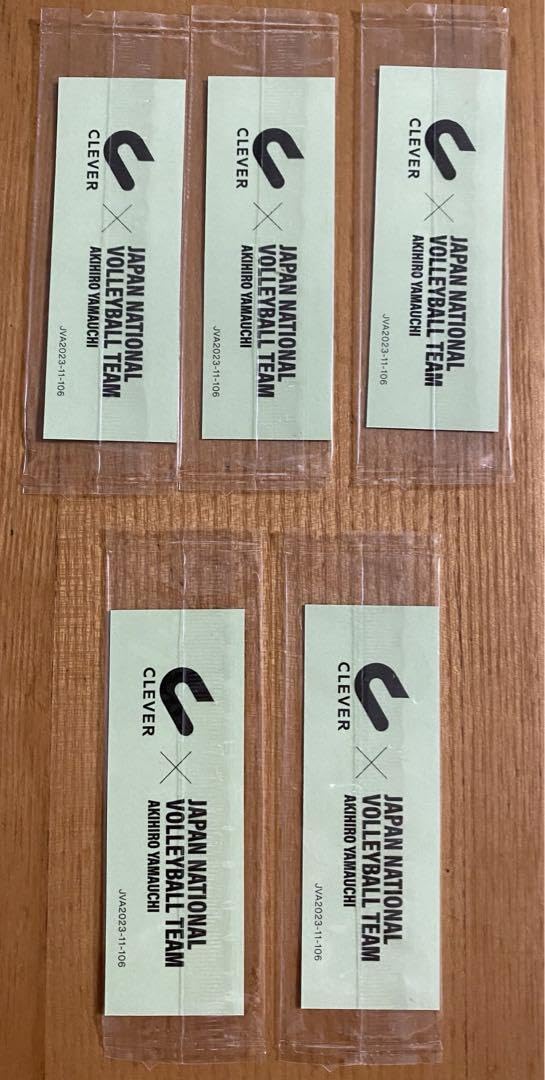 CLEVER
×
JAPAN NATIONAL
VOLLEYBALL TEAM
AKIHIRO YAMAUCHI
JVA2023-11-106
CLEVER
×
JAPAN NATIONAL
VOLLEYBALL TEAM
AKIHIRO YAMAUCHI
JVA2023-11-106
CLEVER
×
JAPAN NATIONAL
VOLLEYBALL TEAM
AKIHIRO YAMAUCHI
JVA2023-11-106
CLEVER
×
JAPAN NATIONAL
VOLLEYBALL TEAM
AKIHIRO YAMAUCHI
JVA2023-11-106
CLEVER
×
JAPAN NATIONAL
VOLLEYBALL TEAM
AKIHIRO YAMAUCHI
JVA2023-11-106